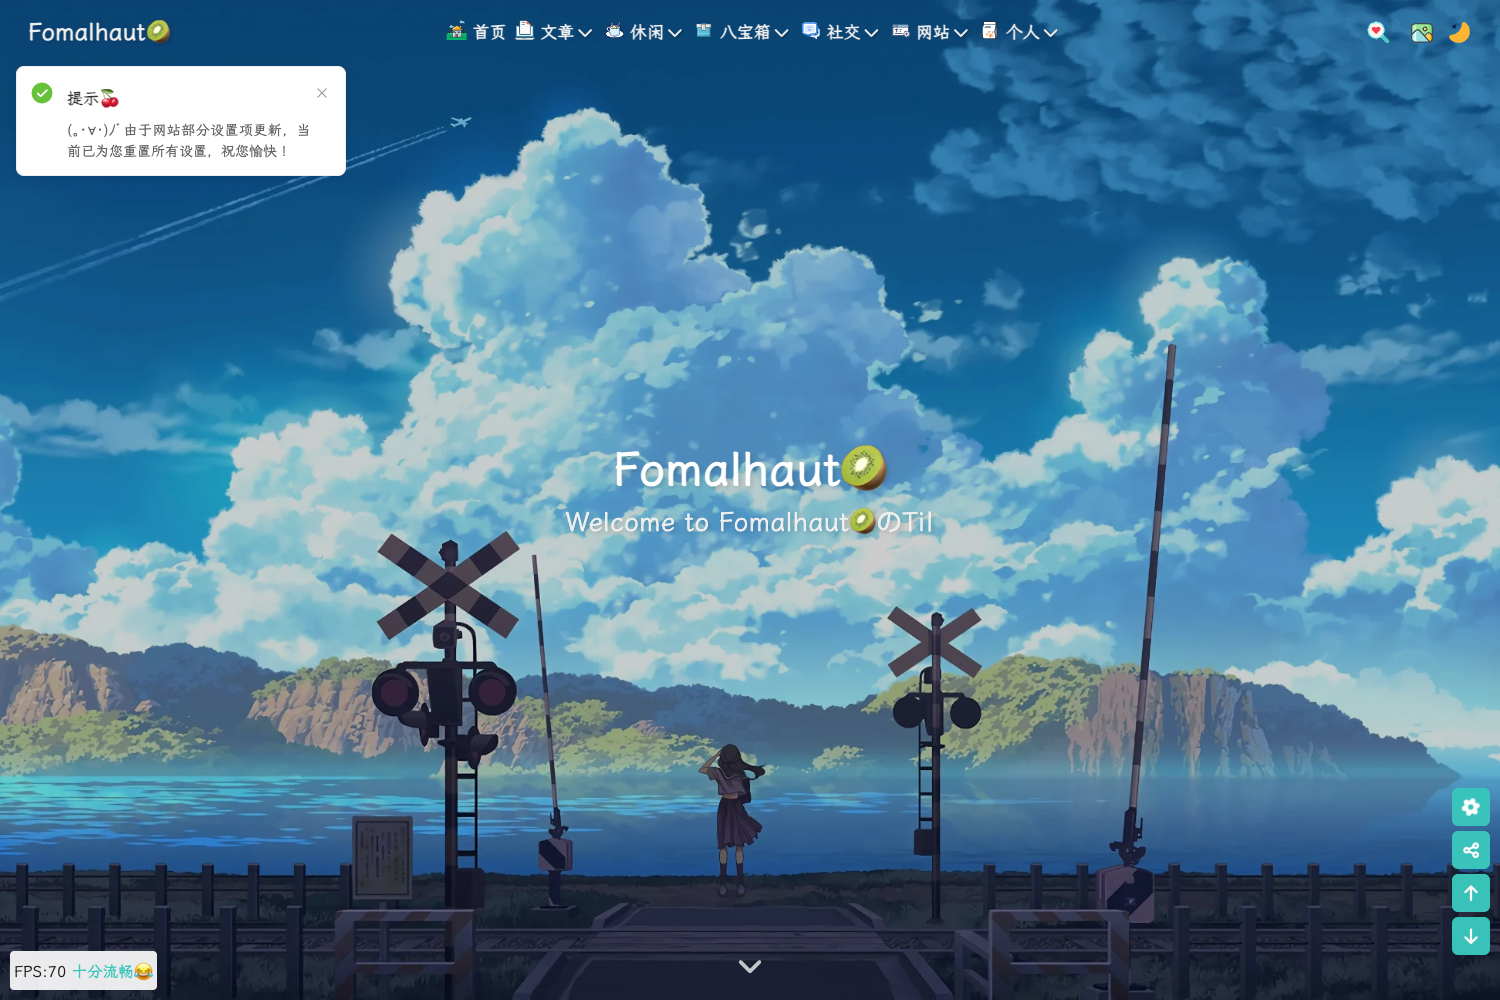 Fomalhaut🥝
首页 文章 休闲 八宝箱 社交 网站 个人
提示🍒
(｡･∀･)ﾉﾞ由于网站部分设置项更新，当
前已为您重置所有设置，祝您愉快！
Fomalhaut🥝
Welcome to Fomalhaut🥝のTil
FPS:70 十分流畅😂